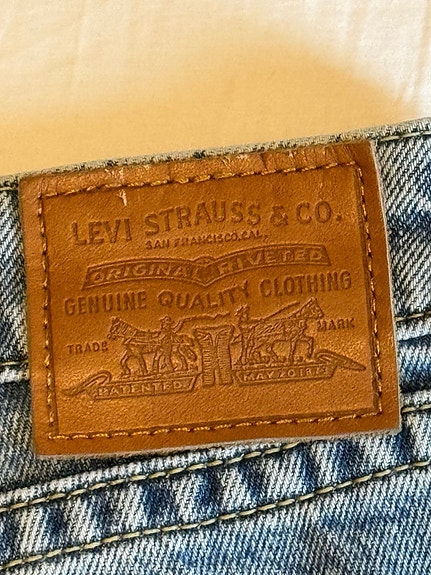 LEVI STRAUSS & CO.
SAN FRANCISCO, CAL.
ORIGINAL RIVETED
GENUINE QUALITY CLOTHING
TRADE MARK
PATENTED MAY 20 1873